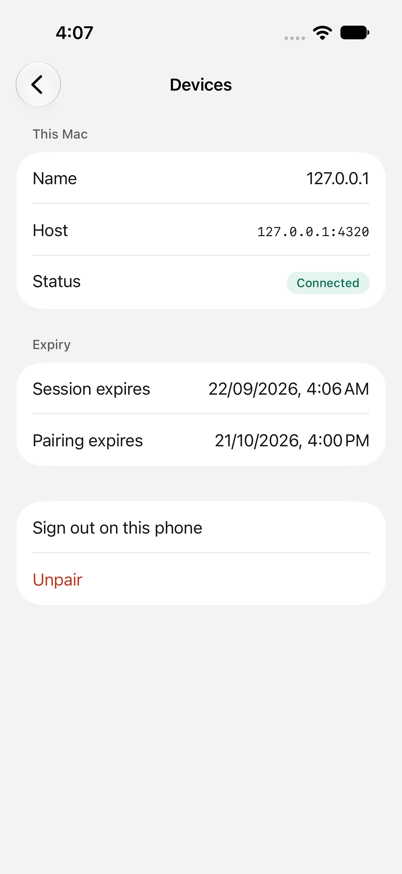 4:07
Devices
This Mac
Name 127.0.0.1
Host 127.0.0.1:4320
Status Connected
Expiry
Session expires 22/09/2026, 4:06 AM
Pairing expires 21/10/2026, 4:00 PM
Sign out on this phone
Unpair